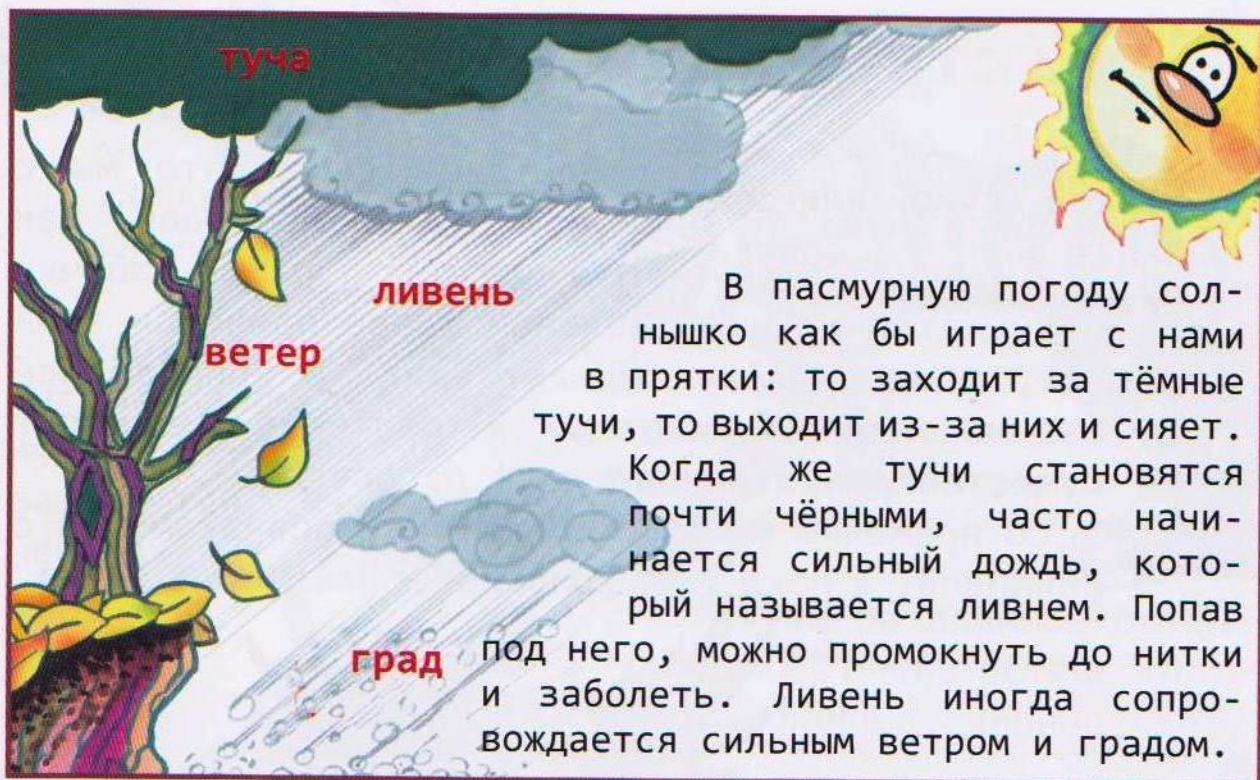 туча
ливень
ветер
град
В пасмурную погоду сол-
нышко как бы играет с нами
в прятки: то заходит за тёмные
тучи, то выходит из-за них и сияет.
Когда же тучи становятся
почти чёрными, часто начи-
нается сильный дождь, кото-
рый называется ливнем. Попав
под него, можно промокнуть до нитки
и заболеть. Ливень иногда сопро-
вождается сильным ветром и градом.